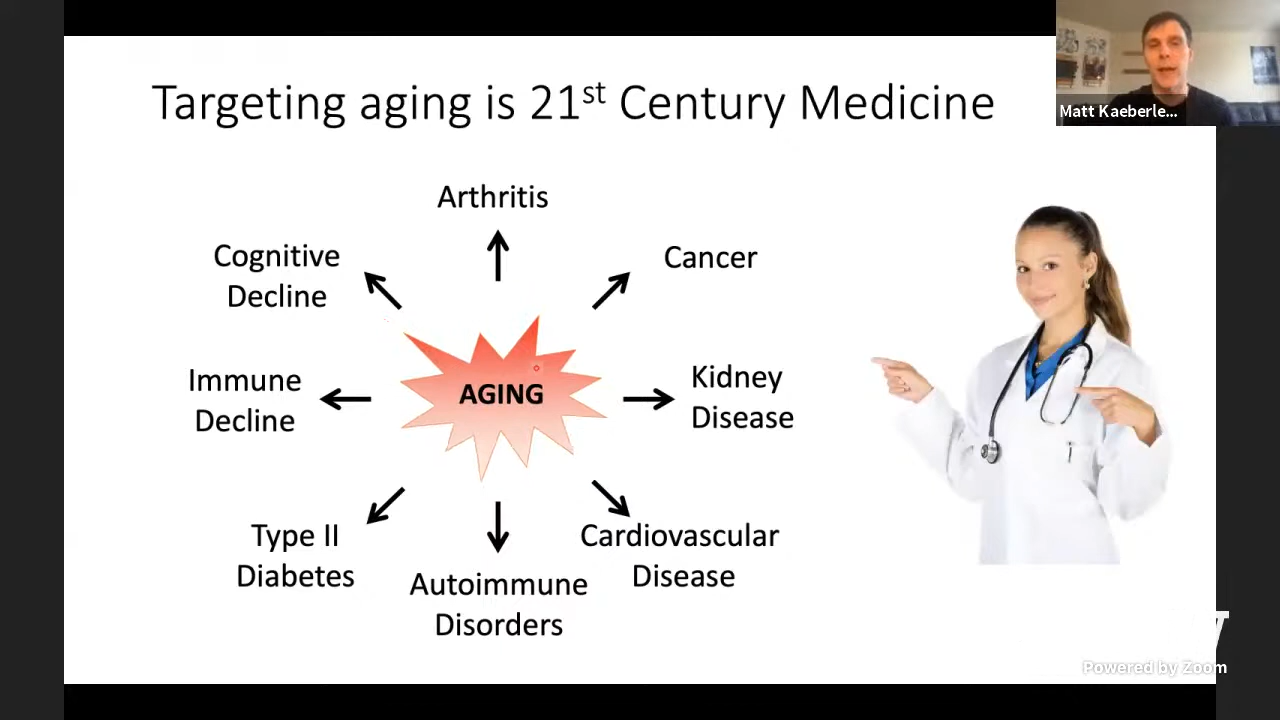 Targeting aging is 21st Century Medicine
Matt Kaeberle...
Arthritis
Cognitive
Decline
Cancer
Immune
Decline
AGING
Kidney
Disease
Type II
Diabetes
Autoimmune
Disorders
Cardiovascular
Disease
Powered by Zoom